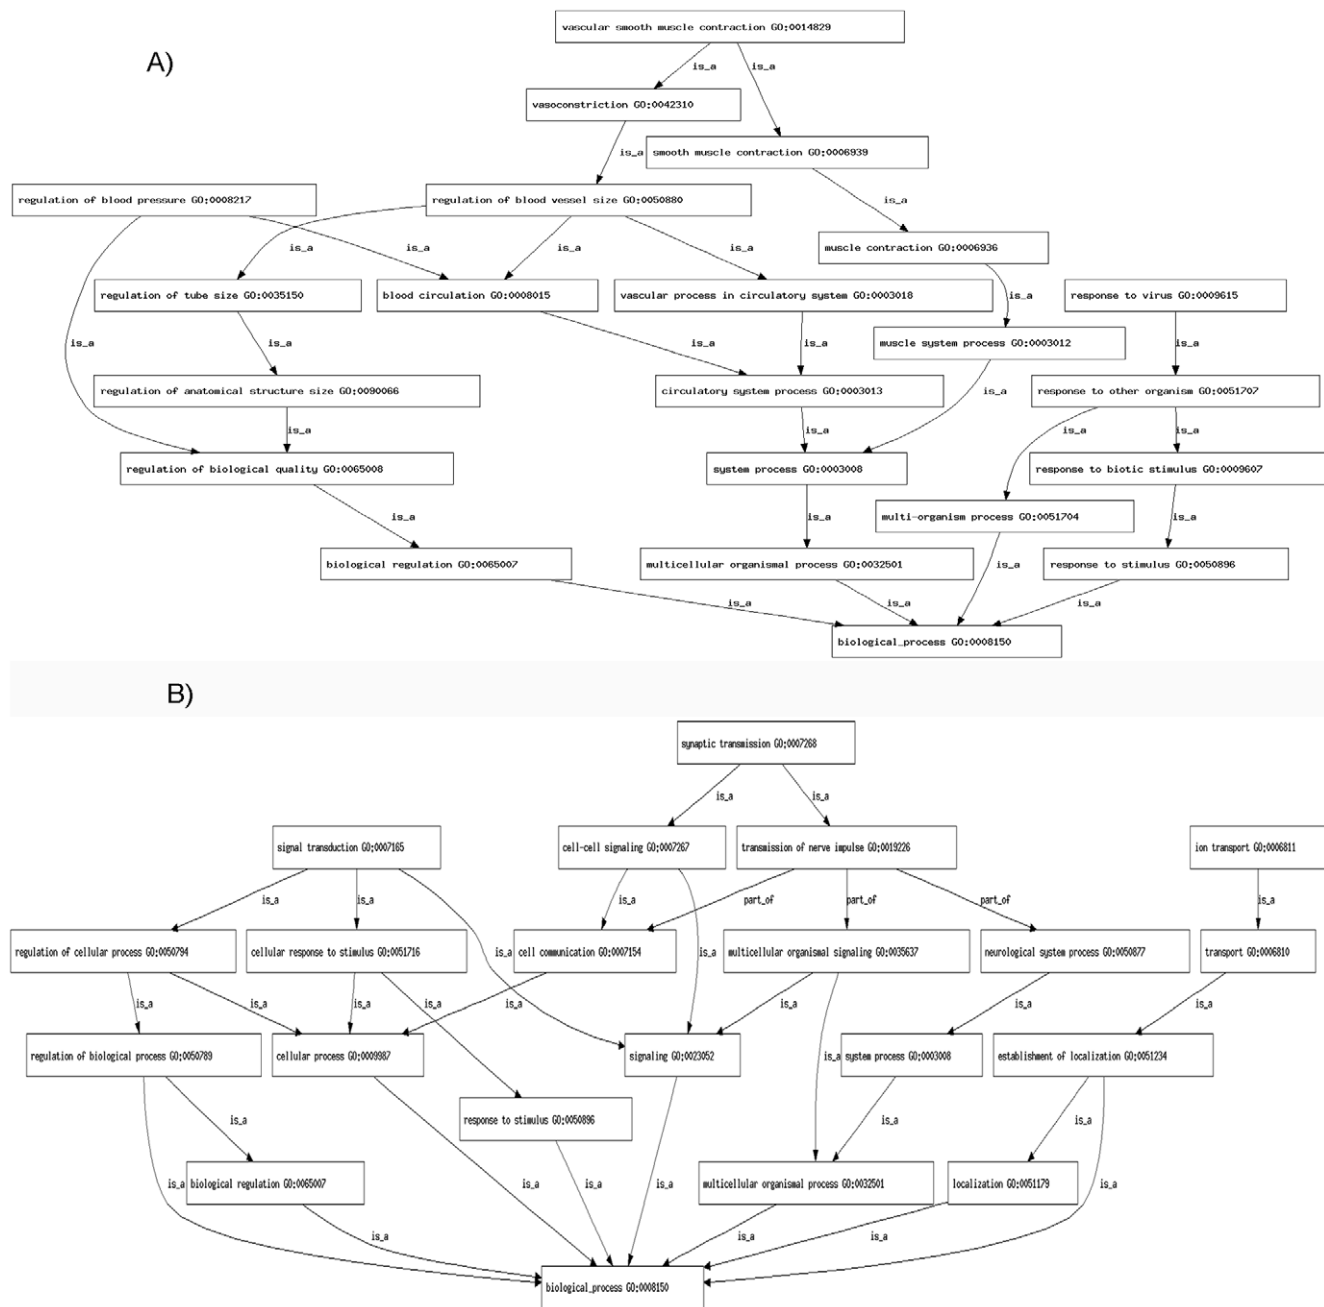 vascular smooth muscle contraction GO:0014829
A)
is_a
is_a
vasoconstriction GO:0042310
is_a
smooth muscle contraction GO:0006939
regulation of blood pressure GO:0008217
regulation of blood vessel size GO:0050880
is_a
is_a
is_a
is_a
is_a
muscle contraction GO:0006936
regulation of tube size GO:0035150
blood circulation GO:0008015
vascular process in circulatory system GO:0003018
is_a
response to virus GO:0009615
is_a
is_a
is_a
is_a
muscle system process GO:0003012
is_a
regulation of anatomical structure size GO:0090066
circulatory system process GO:0003013
is_a
response to other organism GO:0051707
is_a
is_a
is_a
is_a
regulation of biological quality GO:0065008
system process GO:0003008
response to biotic stimulus GO:0009607
is_a
is_a
multi-organism process GO:0051704
is_a
biological regulation GO:0065007
multicellular organismal process GO:0032501
is_a
response to stimulus GO:0050896
is_a
is_a
is_a
biological_process GO:0008150
B)
synaptic transmission GO:0007268
is_a
is_a
signal transduction GO:0007165
cell-cell signaling GO:0007267
transmission of nerve impulse GO:0019226
ion transport GO:0006811
is_a
is_a
is_a
part_of
part_of
part_of
is_a
regulation of cellular process GO:0050794
cellular response to stimulus GO:0051716
is_a
cell communication GO:0007154
is_a
multicellular organismal signaling GO:0035637
neurological system process GO:0050877
transport GO:0006810
is_a
is_a
is_a
is_a
is_a
is_a
is_a
is_a
regulation of biological process GO:0050789
cellular process GO:0009987
signaling GO:0023052
is_a
system process GO:0003008
establishment of localization GO:0051234
response to stimulus GO:0050896
is_a
is_a
is_a
is_a
biological regulation GO:0065007
is_a
is_a
is_a
multicellular organismal process GO:0032501
localization GO:0051179
is_a
is_a
is_a
is_a
biological_process GO:0008150